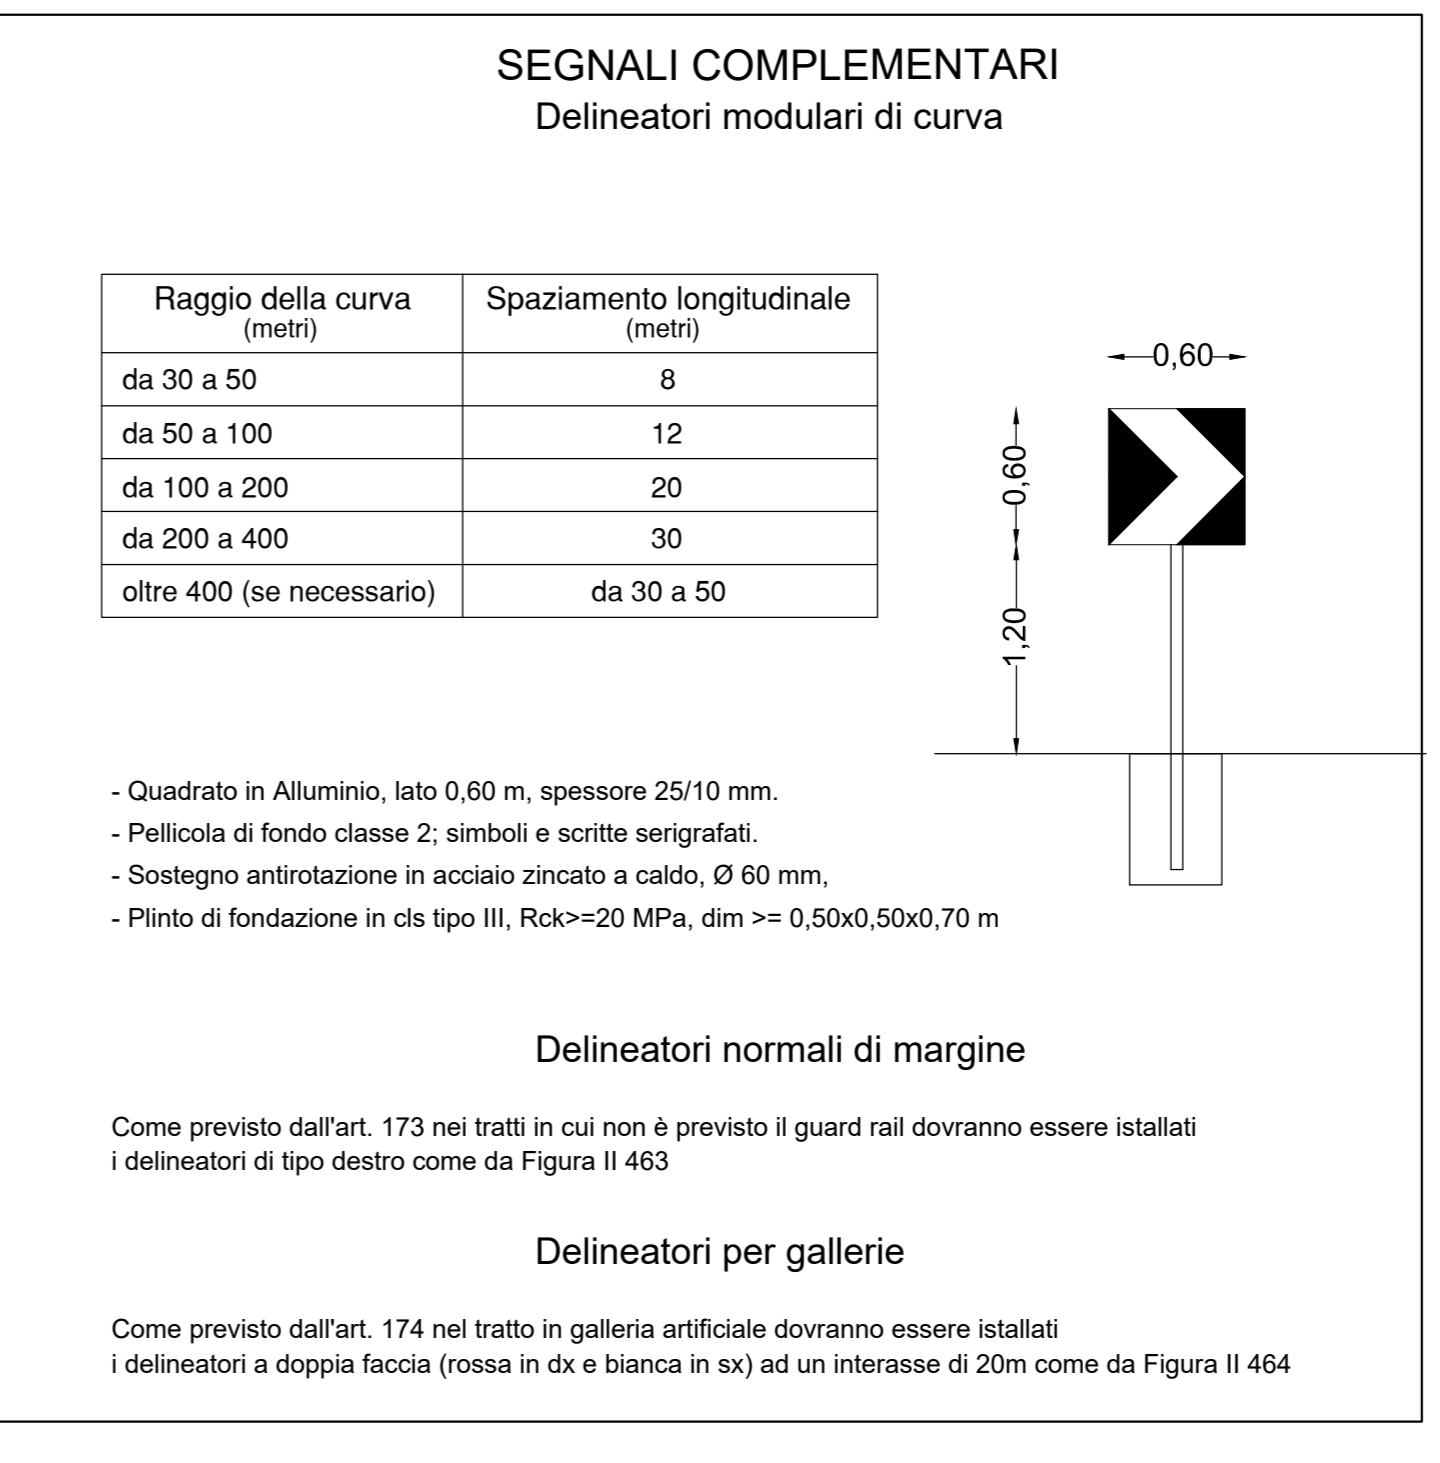 SEGNALI COMPLEMENTARI
Delineatori modulari di curva
Raggio della curva Spaziamento longitudinale
(metri) (metri)
da 30 a 50 8
da 50 a 100 12
da 100 a 200 20
da 200 a 400 30
oltre 400 (se necessario) da 30 a 50
0,60
0,60
1,20
- Quadrato in Alluminio, lato 0,60 m, spessore 25/10 mm.
- Pellicola di fondo classe 2; simboli e scritte serigrafati.
- Sostegno antirotazione in acciaio zincato a caldo, Ø 60 mm,
- Plinto di fondazione in cls tipo III, Rck>=20 MPa, dim >= 0,50x0,50x0,70 m
Delineatori normali di margine
Come previsto dall'art. 173 nei tratti in cui non è previsto il guard rail dovranno essere istallati
i delineatori di tipo destro come da Figura II 463
Delineatori per gallerie
Come previsto dall'art. 174 nel tratto in galleria artificiale dovranno essere istallati
i delineatori a doppia faccia (rossa in dx e bianca in sx) ad un interasse di 20m come da Figura II 464